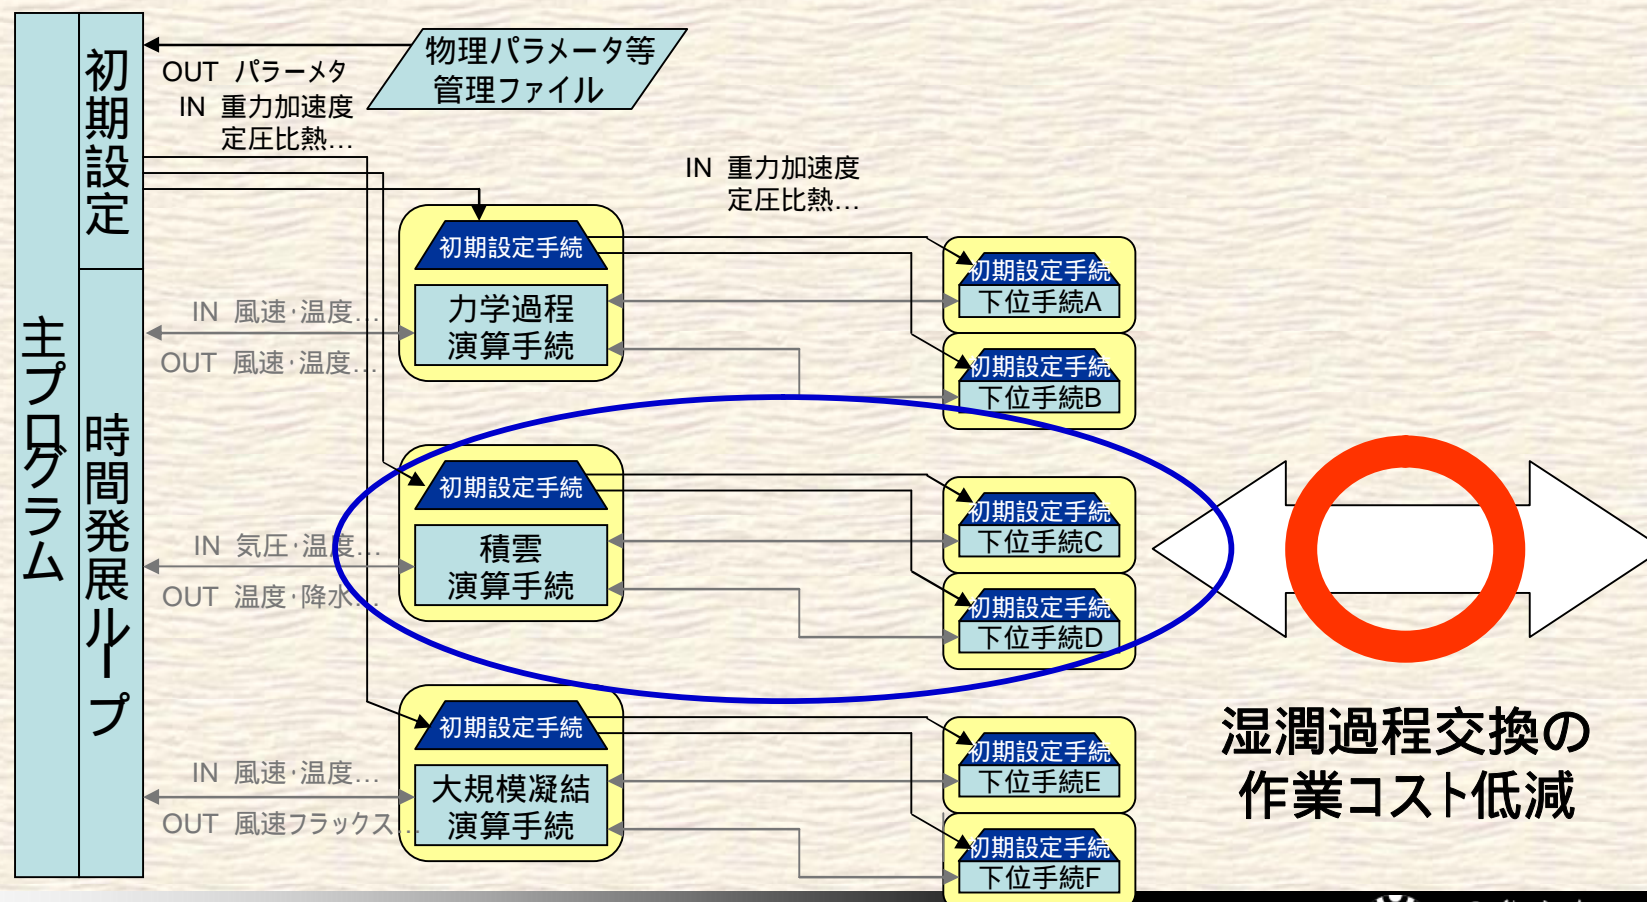 主プログラム
初期設定
時間発展ループ
物理パラメータ等
管理ファイル
OUT パラーメタ
IN 重力加速度
定圧比熱...
IN 重力加速度
定圧比熱...
初期設定手続
力学過程
演算手続
IN 風速・温度...
OUT 風速・温度...
初期設定手続
下位手続A
初期設定手続
下位手続B
初期設定手続
積雲
演算手続
IN 気圧・温度...
OUT 温度・降水...
初期設定手続
下位手続C
初期設定手続
下位手続D
初期設定手続
大規模凝結
演算手続
IN 風速・温度...
OUT 風速フラックス...
初期設定手続
下位手続E
初期設定手続
下位手続F
湿潤過程交換の
作業コスト低減